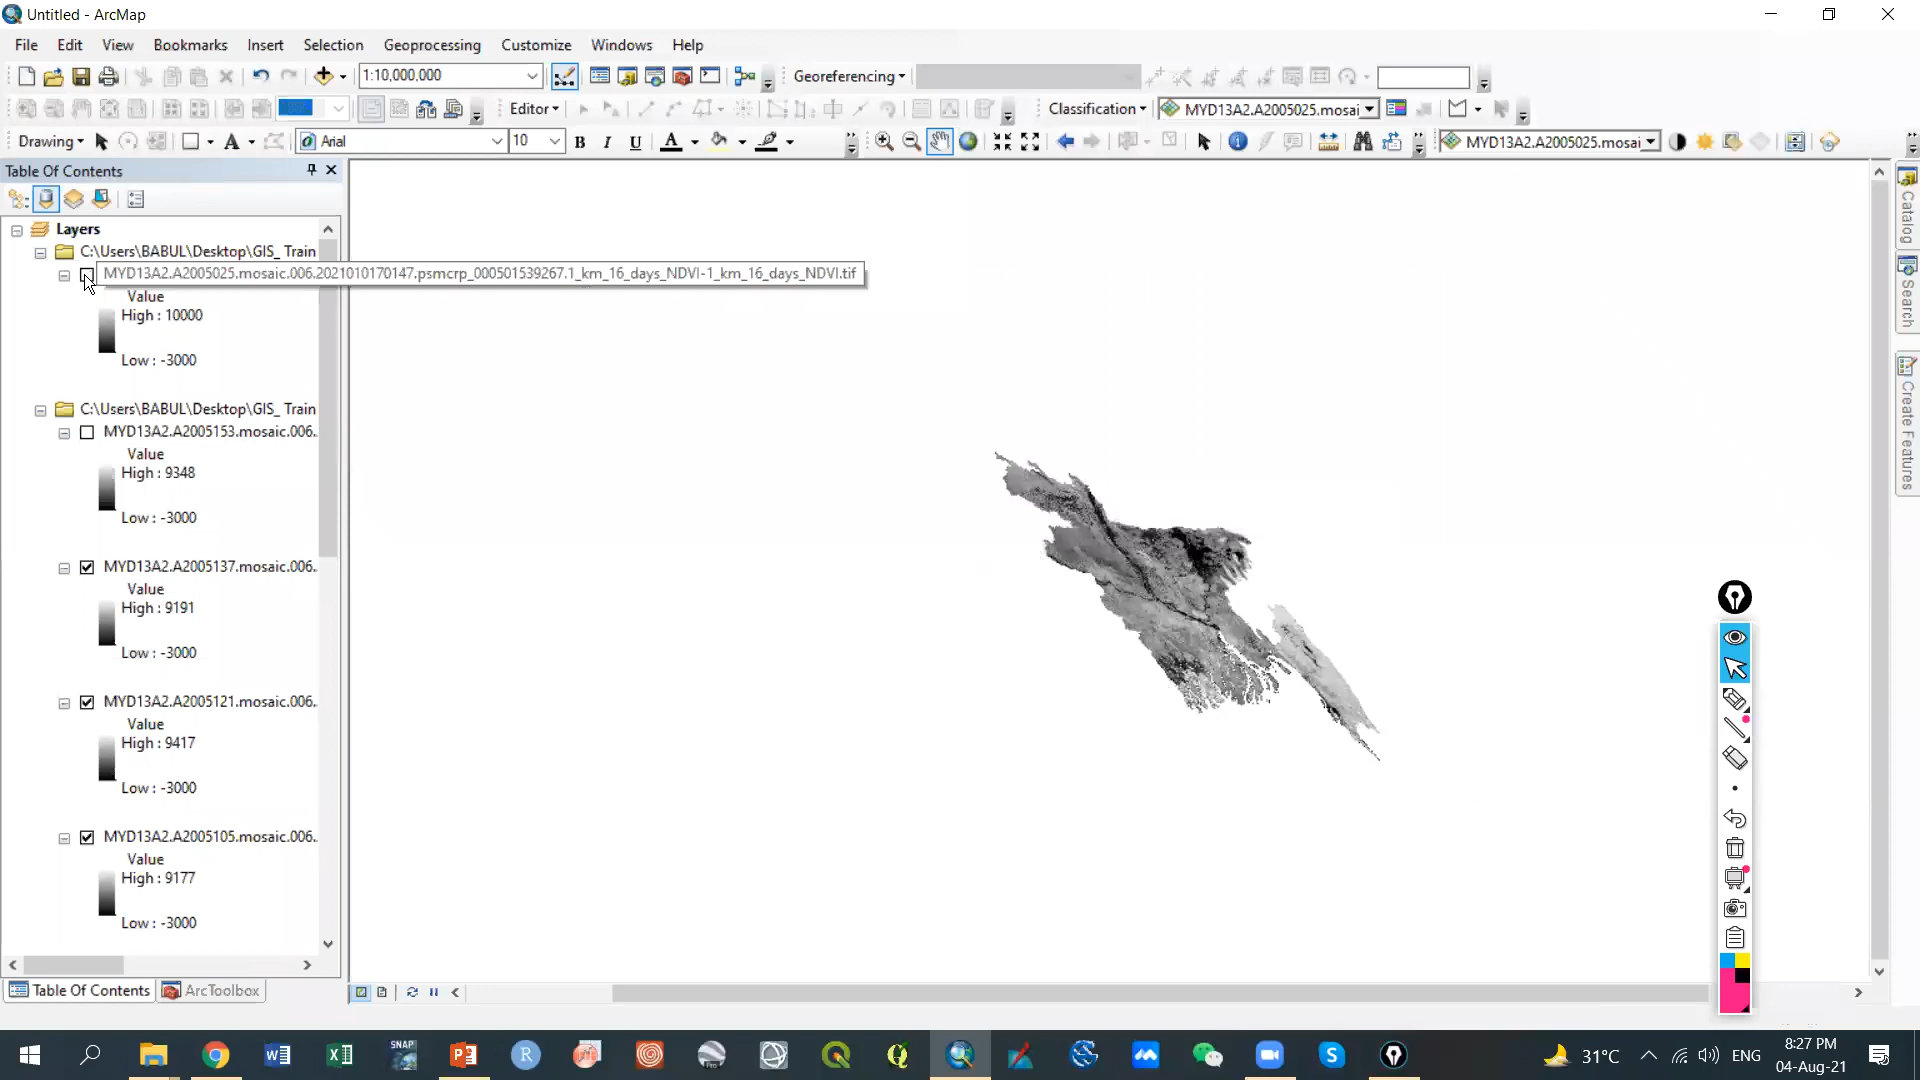 Untitled - ArcMap
File Edit View Bookmarks Insert Selection Geoprocessing Customize Windows Help
1:10,000,000 Georeferencing
Editor Classification MYD13A2.A2005025.mosai
Drawing Arial 10 B I U A MYD13A2.A2005025.mosai
Table Of Contents
Layers
C:\Users\BABUL\Desktop\GIS_ Train
MYD13A2.A2005025.mosaic.006.2021010170147.psmcrp_000501539267.1_km_16_days_NDVI-1_km_16_days_NDVI.tif
Value
High : 10000
Low : -3000
C:\Users\BABUL\Desktop\GIS_ Train
MYD13A2.A2005153.mosaic.006.
Value
High : 9348
Low : -3000
MYD13A2.A2005137.mosaic.006.
Value
High : 9191
Low : -3000
MYD13A2.A2005121.mosaic.006.
Value
High : 9417
Low : -3000
MYD13A2.A2005105.mosaic.006.
Value
High : 9177
Low : -3000
Table Of Contents ArcToolbox
Catalog
Search
Create Features
SNAP
Pro
31°C ENG
8:27 PM
04-Aug-21